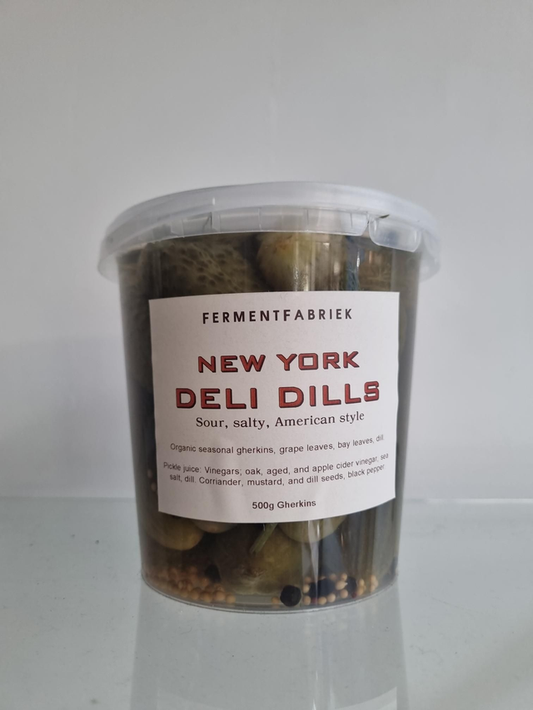 FERMENTFABRIEK
NEW YORK
DELI DILLS
Sour, salty, American style
Organic seasonal gherkins, grape leaves, bay leaves, dill.
Pickle juice: Vinegars; oak, aged, and apple cider vinegar, sea
salt, dill. Corriander, mustard, and dill seeds, black pepper.
500g Gherkins